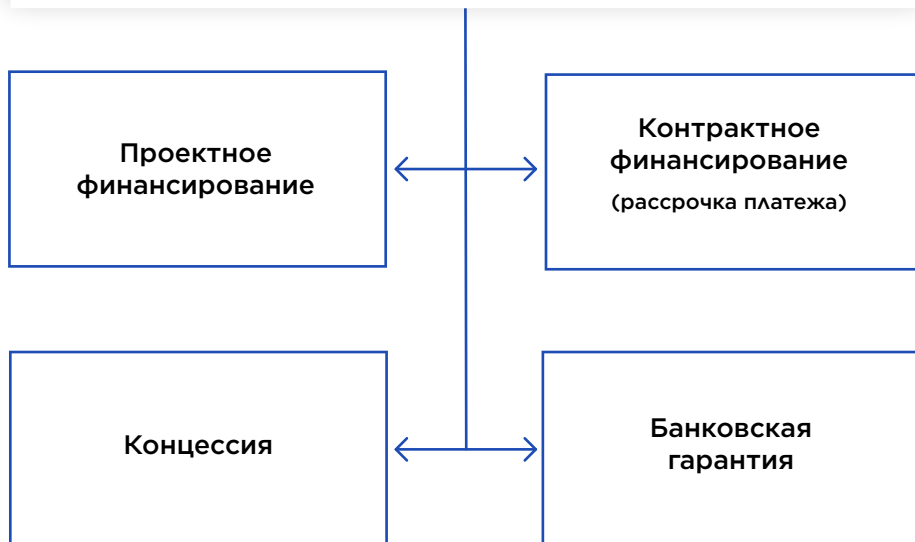 Проектное
финансирование
Контрактное
финансирование
(рассрочка платежа)
Концессия
Банковская
гарантия